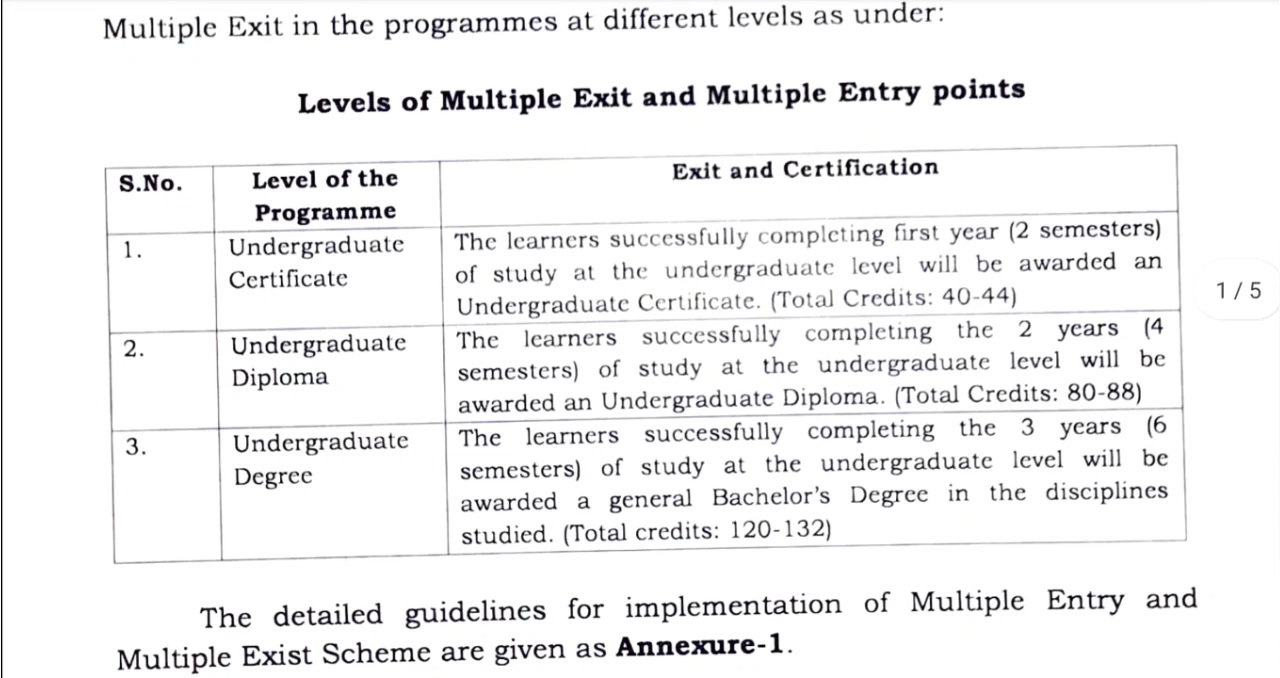 Multiple Exit in the programmes at different levels as under:
Levels of Multiple Exit and Multiple Entry points
S.No.
Level of the
Programme
Exit and Certification
1.
Undergraduate
Certificate
The learners successfully completing first year (2 semesters)
of study at the undergraduate level will be awarded an
Undergraduate Certificate. (Total Credits: 40-44)
2.
Undergraduate
Diploma
The learners successfully completing the 2 years (4
semesters) of study at the undergraduate level will be
awarded an Undergraduate Diploma. (Total Credits: 80-88)
3.
Undergraduate
Degree
The learners successfully completing the 3 years (6
semesters) of study at the undergraduate level will be
awarded a general Bachelor's Degree in the disciplines
studied. (Total credits: 120-132)
1 / 5
The detailed guidelines for implementation of Multiple Entry and
Multiple Exist Scheme are given as Annexure-1.